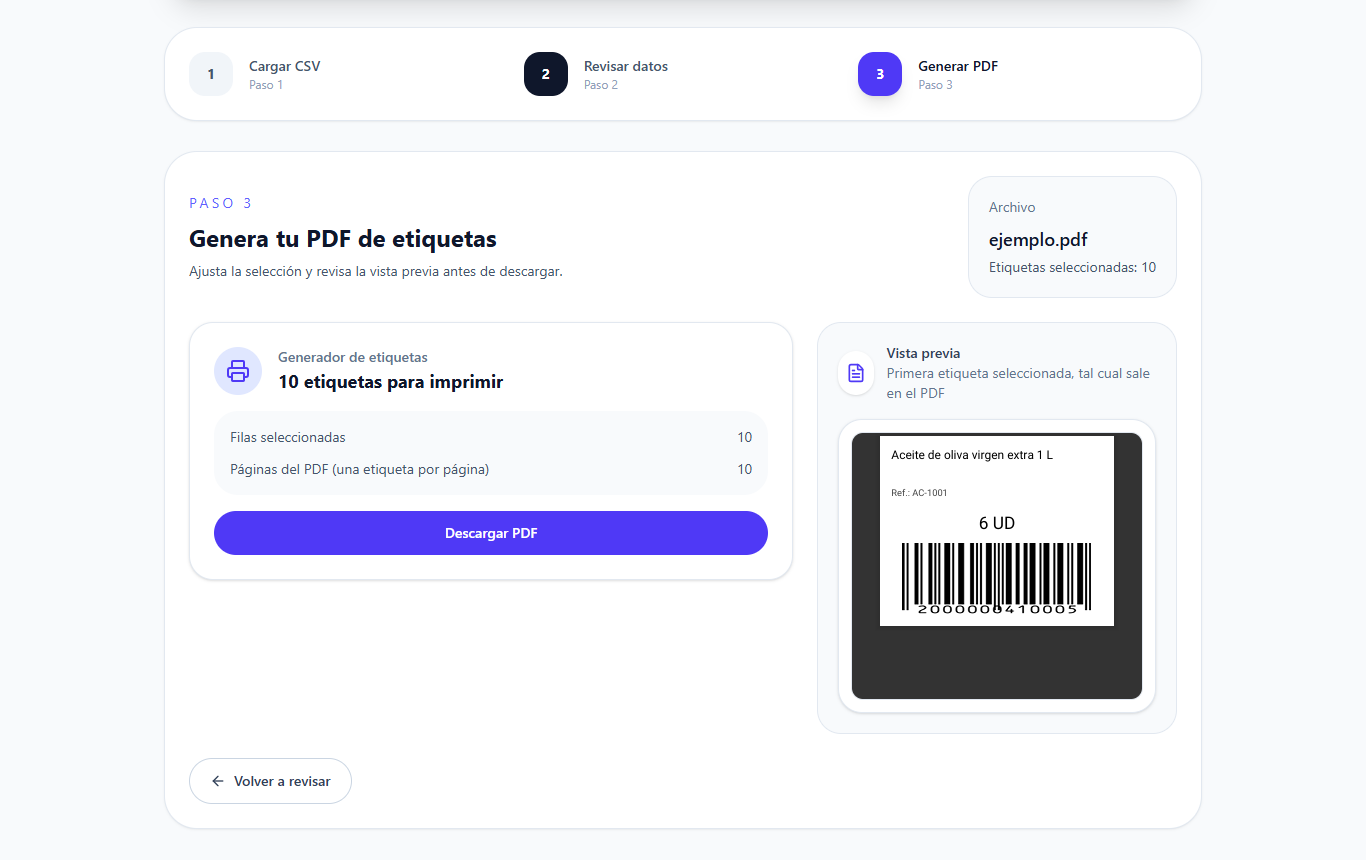 1
Cargar CSV
Paso 1
2
Revisar datos
Paso 2
3
Generar PDF
Paso 3
PASO 3
Genera tu PDF de etiquetas
Ajusta la selección y revisa la vista previa antes de descargar.
Archivo
ejemplo.pdf
Etiquetas seleccionadas: 10
Generador de etiquetas
10 etiquetas para imprimir
Filas seleccionadas 10
Páginas del PDF (una etiqueta por página) 10
Descargar PDF
Vista previa
Primera etiqueta seleccionada, tal cual sale
en el PDF
Aceite de oliva virgen extra 1 L
Ref.: AC-1001
6 UD
2000008410005
Volver a revisar